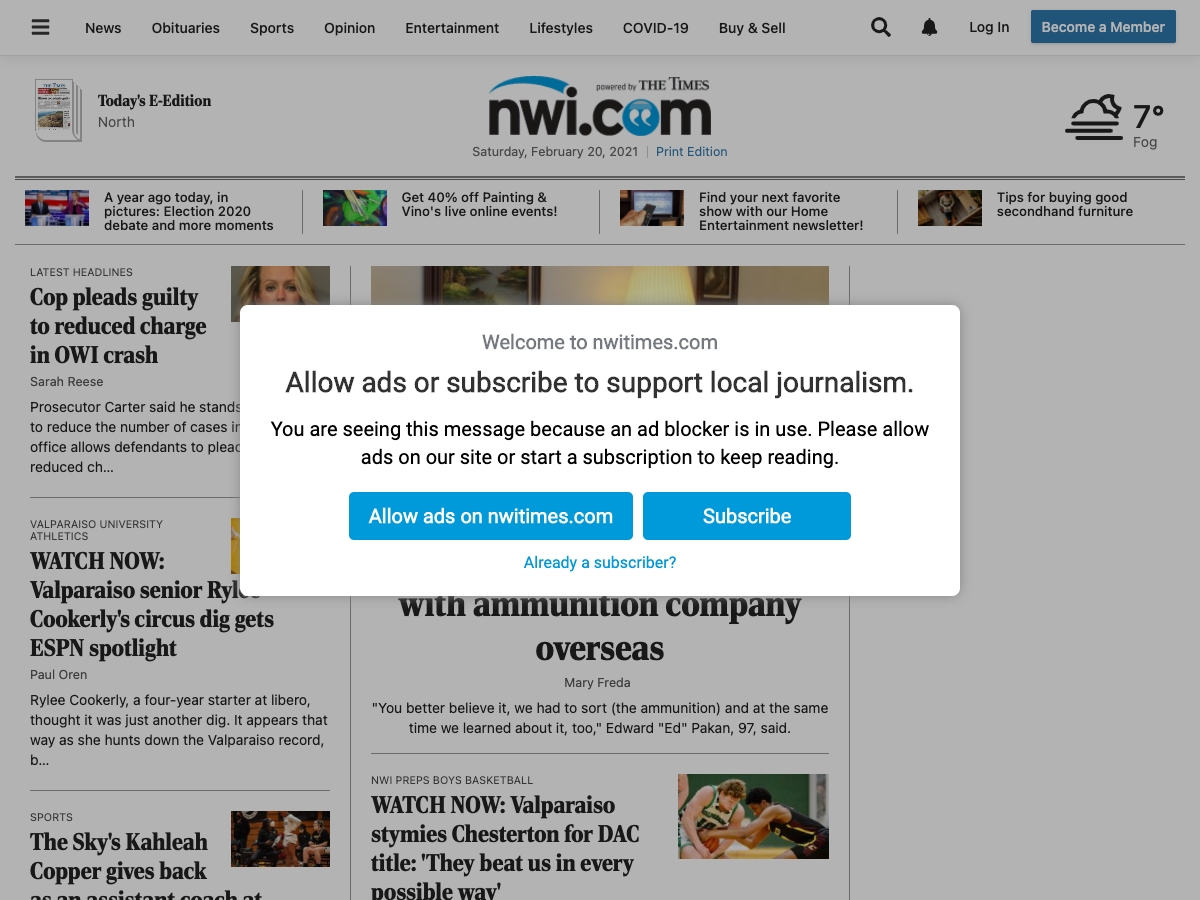 News Obituaries Sports Opinion Entertainment Lifestyles COVID-19 Buy & Sell Log In Become a Member
Today's E-Edition
North
powered by THE TIMES
nwi.com
Saturday, February 20, 2021 | Print Edition
7°
Fog
A year ago today, in
pictures: Election 2020
debate and more moments
Get 40% off Painting &
Vino's live online events!
Find your next favorite
show with our Home
Entertainment newsletter!
Tips for buying good
secondhand furniture
LATEST HEADLINES
Cop pleads guilty
to reduced charge
in OWI crash
Sarah Reese
Prosecutor Carter said he stands
to reduce the number of cases in
office allows defendants to plead
reduced ch...
VALPARAISO UNIVERSITY
ATHLETICS
WATCH NOW:
Valparaiso senior Rylee
Cookerly's circus dig gets
ESPN spotlight
Paul Oren
Rylee Cookerly, a four-year starter at libero,
thought it was just another dig. It appears that
way as she hunts down the Valparaiso record,
b...
SPORTS
The Sky's Kahleah
Copper gives back
as an assistant coach at
Welcome to nwitimes.com
Allow ads or subscribe to support local journalism.
You are seeing this message because an ad blocker is in use. Please allow
ads on our site or start a subscription to keep reading.
Allow ads on nwitimes.com
Subscribe
Already a subscriber?
with ammunition company
overseas
Mary Freda
"You better believe it, we had to sort (the ammunition) and at the same
time we learned about it, too," Edward "Ed" Pakan, 97, said.
NWI PREPS BOYS BASKETBALL
WATCH NOW: Valparaiso
stymies Chesterton for DAC
title: 'They beat us in every
possible way'